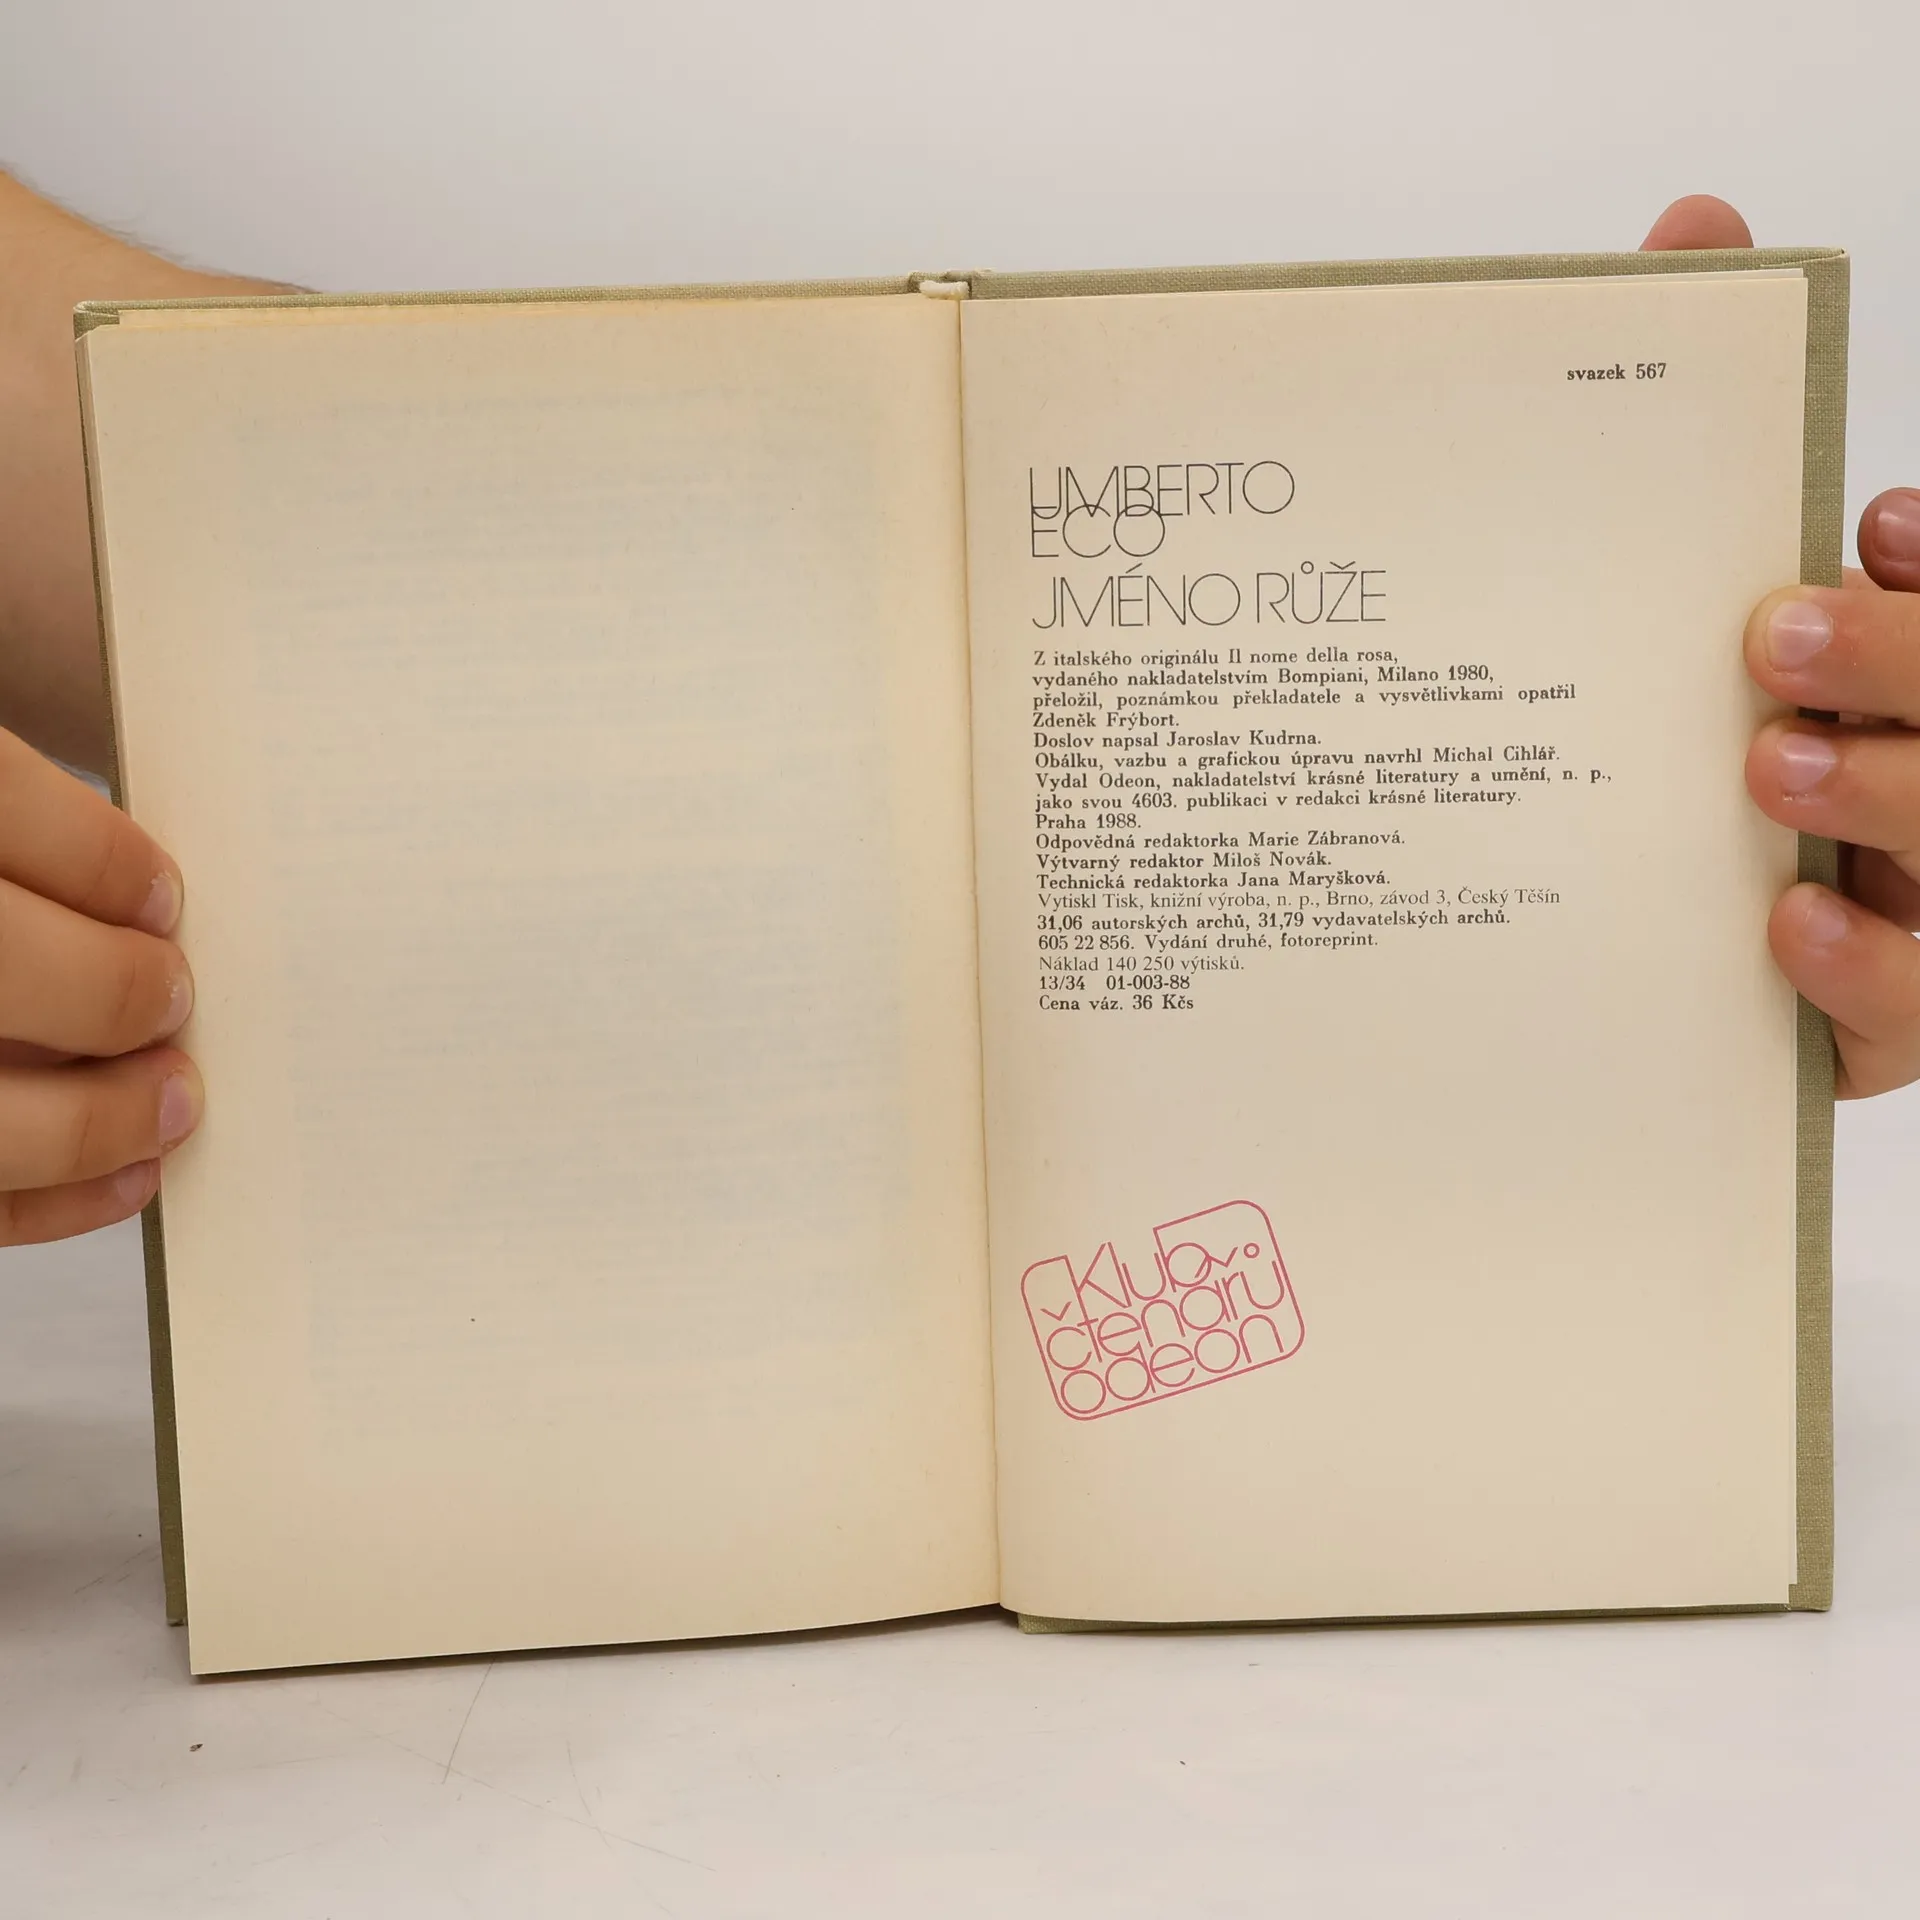 svazek 567
UMBERTO
ECO
JMÉNO RŮŽE
Z italského originálu Il nome della rosa,
vydaného nakladatelstvím Bompiani, Milano 1980,
přeložil, poznámkou překladatele a vysvětlivkami opatřil
Zdeněk Frýbort.
Doslov napsal Jaroslav Kudrna.
Obálku, vazbu a grafickou úpravu navrhl Michal Cihlář.
Vydal Odeon, nakladatelství krásné literatury a umění, n. p.,
jako svou 4603. publikaci v redakci krásné literatury.
Praha 1988.
Odpovědná redaktorka Marie Zábranová.
Výtvarný redaktor Miloš Novák.
Technická redaktorka Jana Maryšková.
Vytiskl Tisk, knižní výroba, n. p., Brno, závod 3, Český Těšín
31,06 autorských archů, 31,79 vydavatelských archů.
605 22 856. Vydání druhé, fotoreprint.
Náklad 140 250 výtisků.
13/34 01-003-88
Cena váz. 36 Kčs
klub
čtenářů
odeon